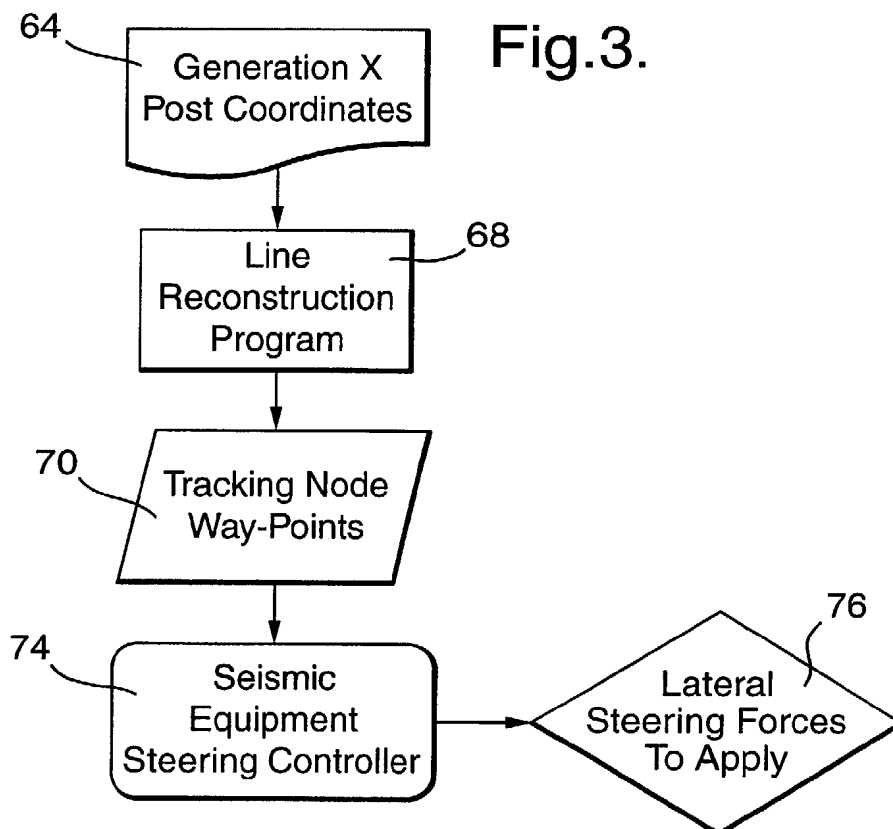 64
Fig.3.
Generation X
Post Coordinates
68
Line
Reconstruction
Program
70
Tracking Node
Way-Points
74
Seismic
Equipment
Steering Controller
76
Lateral
Steering Forces
To Apply